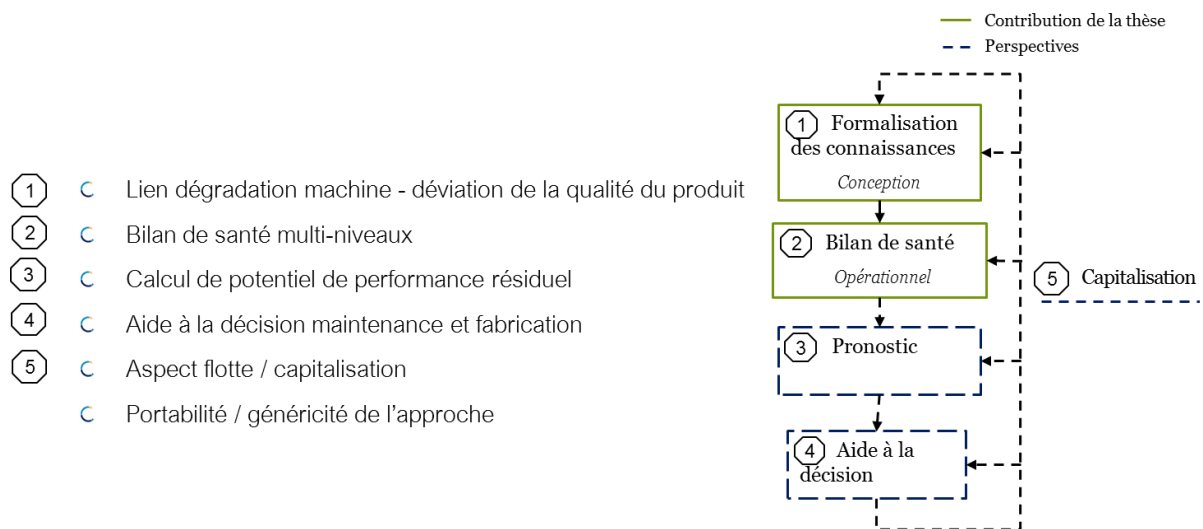 Contribution de la thèse
Perspectives
1 Lien dégradation machine - déviation de la qualité du produit
2 Bilan de santé multi-niveaux
3 Calcul de potentiel de performance résiduel
4 Aide à la décision maintenance et fabrication
5 Aspect flotte / capitalisation
Portabilité / généricité de l'approche
1 Formalisation
des connaissances
Conception
2 Bilan de santé
Opérationnel
3 Pronostic
4 Aide à la
décision
5 Capitalisation